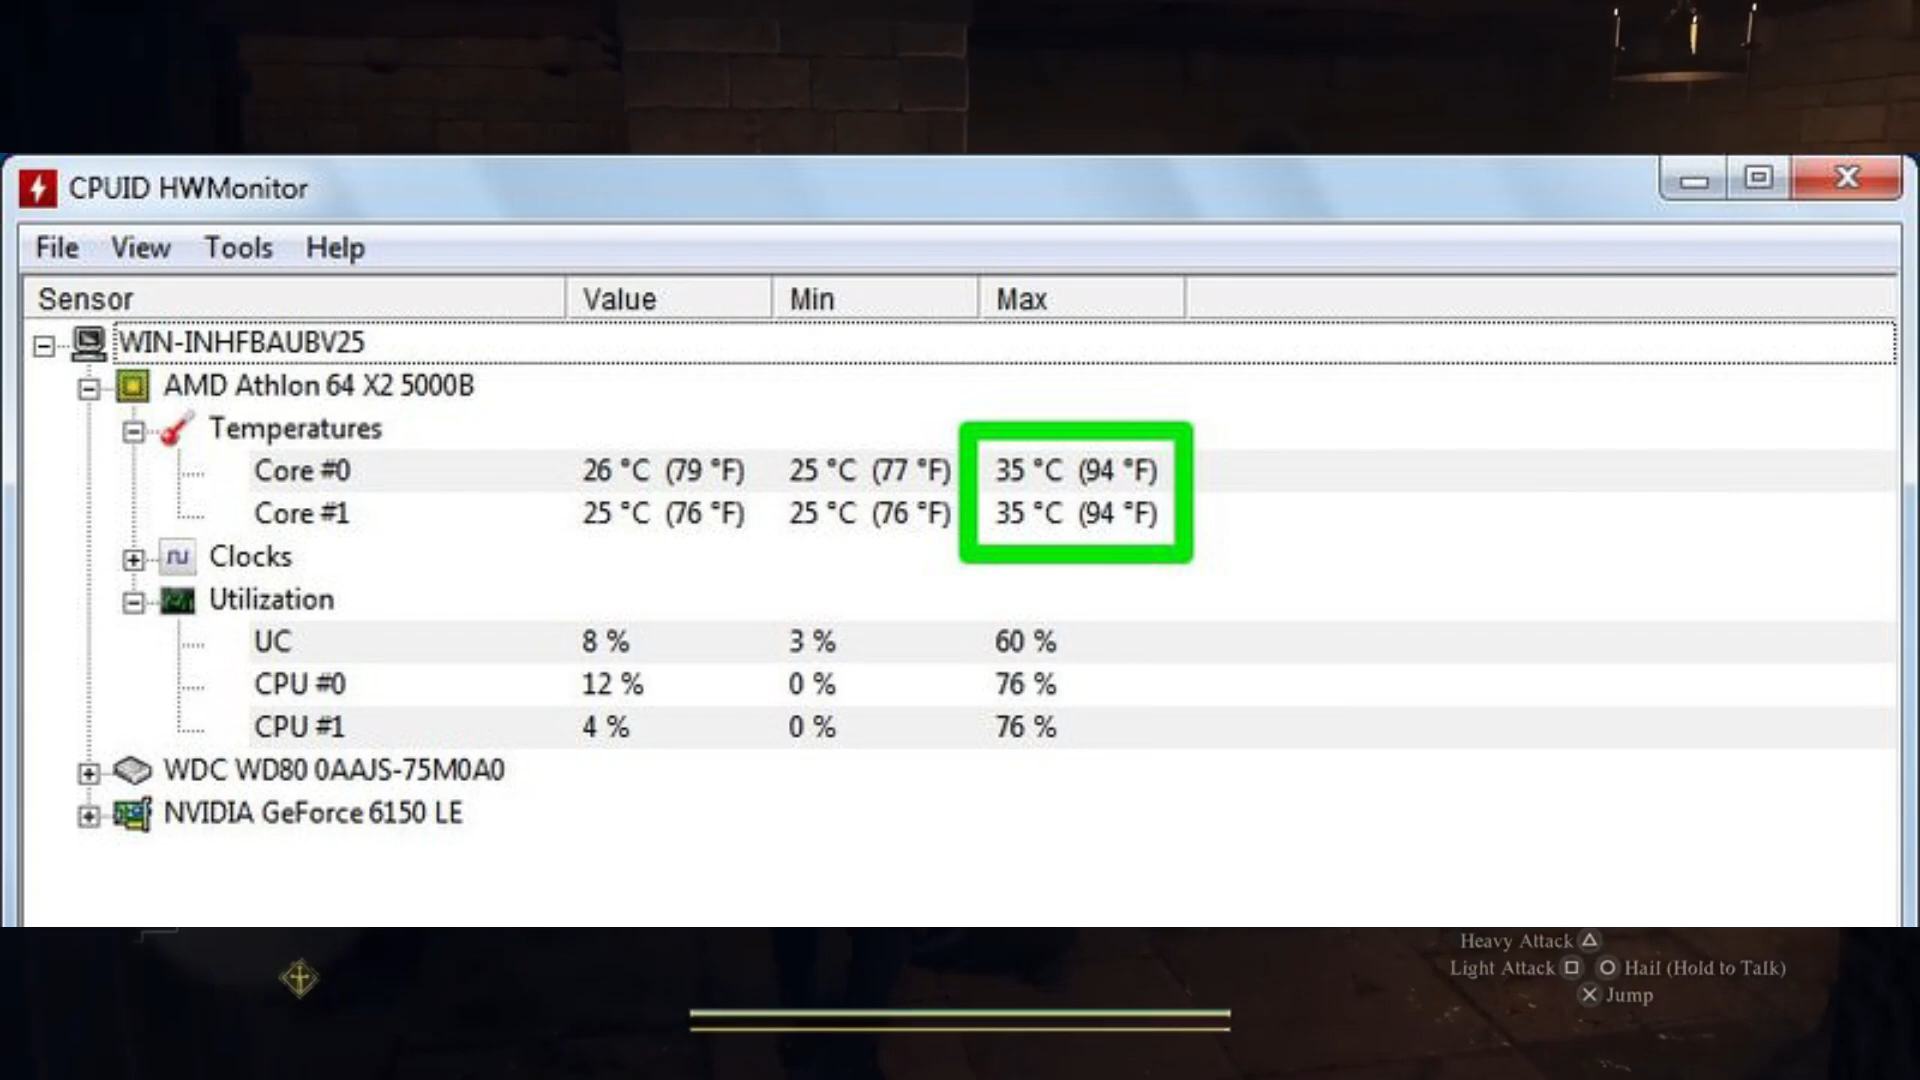 CPUID HWMonitor
File View Tools Help
Sensor Value Min Max
WIN-INHFBAUBV25
AMD Athlon 64 X2 5000B
Temperatures
Core #0 26 °C (79 °F) 25 °C (77 °F) 35 °C (94 °F)
Core #1 25 °C (76 °F) 25 °C (76 °F) 35 °C (94 °F)
Clocks
Utilization
UC 8 % 3 % 60 %
CPU #0 12 % 0 % 76 %
CPU #1 4 % 0 % 76 %
WDC WD80 0AAJS-75M0A0
NVIDIA GeForce 6150 LE
Heavy Attack
Light Attack Hail (Hold to Talk)
Jump